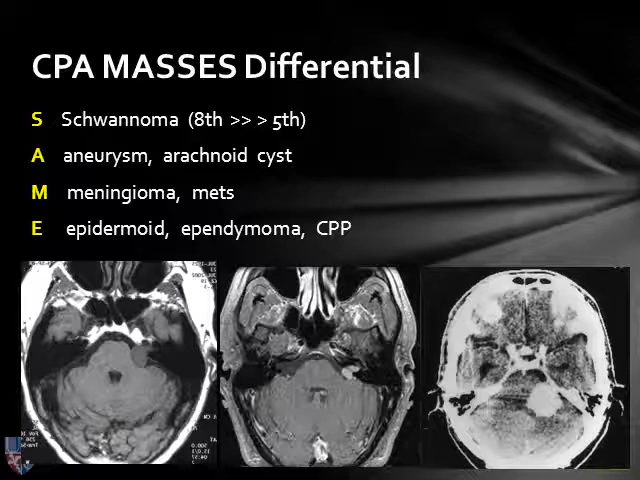 CPA MASSES Differential
S Schwannoma (8th >> > 5th)
A aneurysm, arachnoid cyst
M meningioma, mets
E epidermoid, ependymoma, CPP